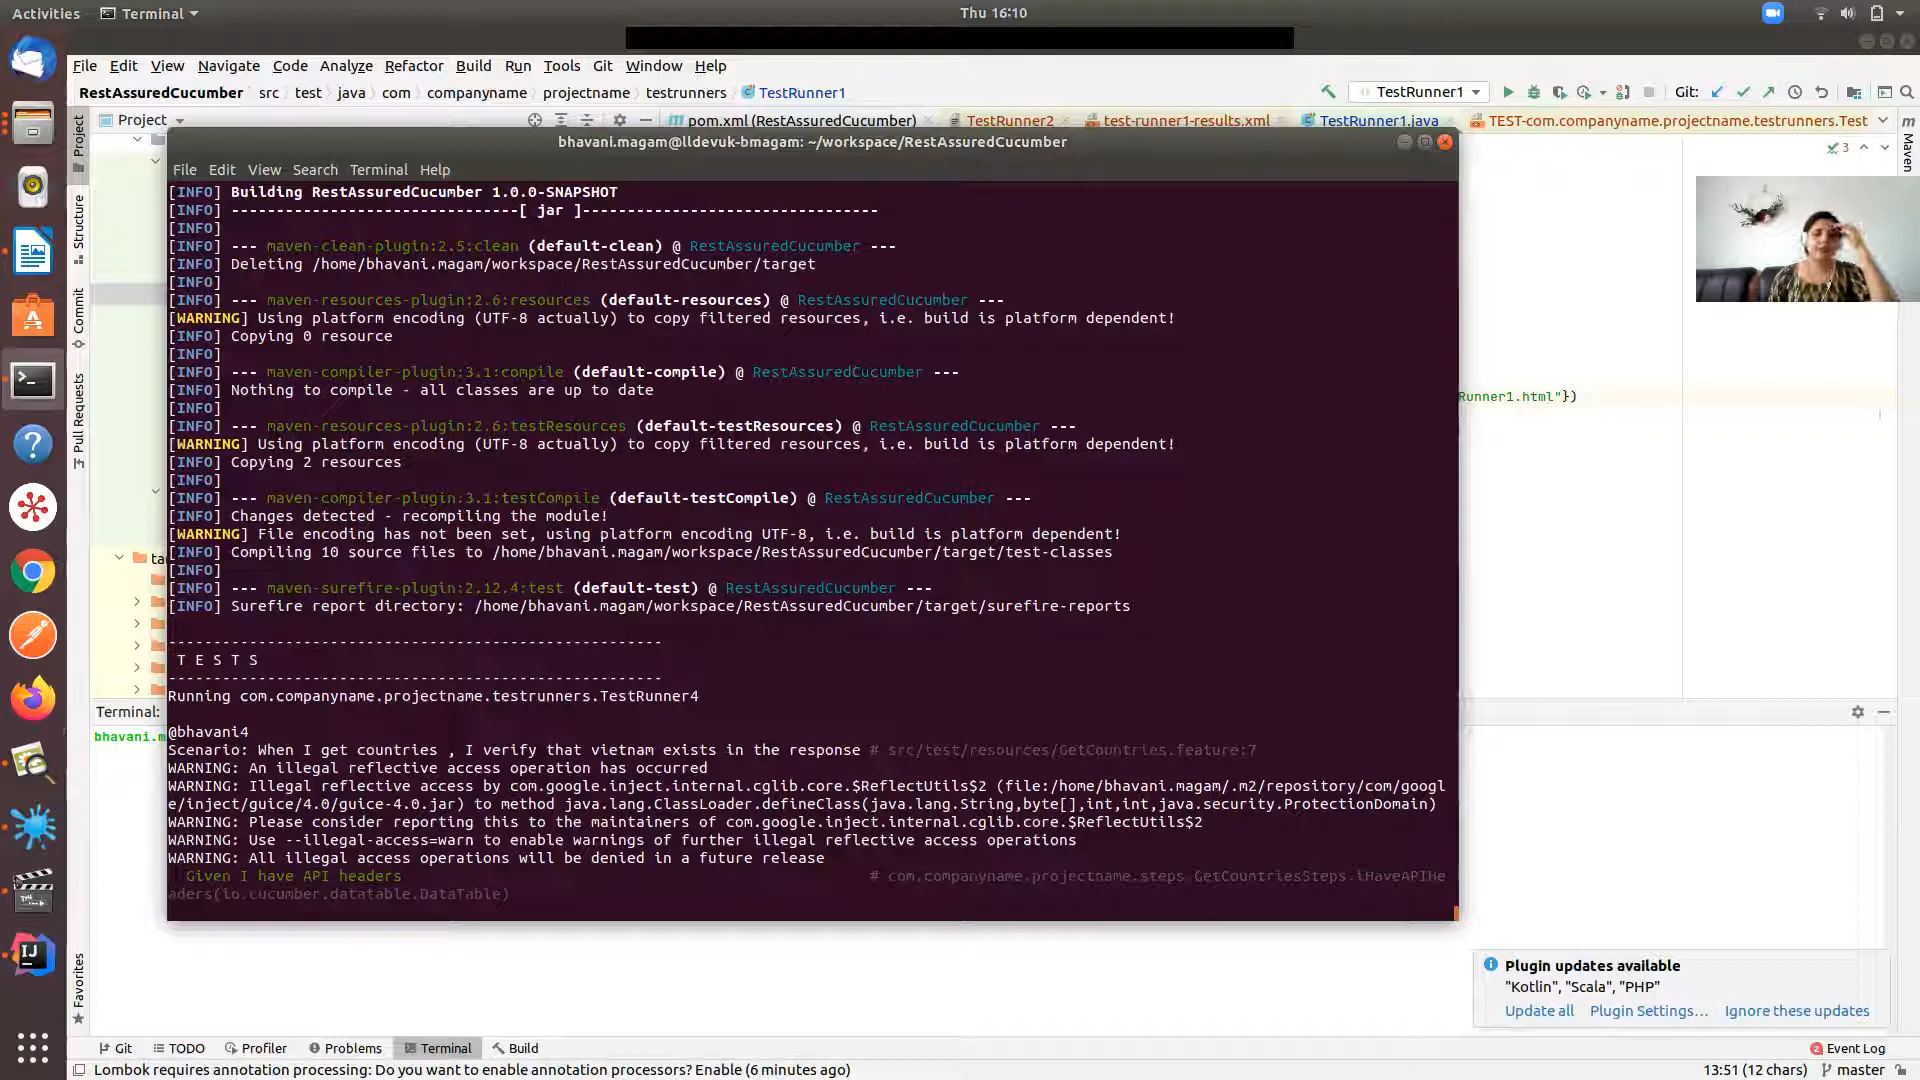 Activities
Terminal
Thu 16:10
File Edit View Navigate Code Analyze Refactor Build Run Tools Git Window Help
RestAssuredCucumber src test java com companyname projectname testrunners TestRunner1
TestRunner1
Git:
Project
pom.xml (RestAssuredCucumber)
TestRunner2
test-runner1-results.xml
TestRunner1.java
TEST-com.companyname.projectname.testrunners.Test
Project
Structure
Commit
Pull Requests
Favorites
Maven
3
bhavani.magam@lldevuk-bmagam: ~/workspace/RestAssuredCucumber
File Edit View Search Terminal Help
[INFO] Building RestAssuredCucumber 1.0.0-SNAPSHOT
[INFO] --------------------------------[ jar ]---------------------------------
[INFO]
[INFO] --- maven-clean-plugin:2.5:clean (default-clean) @ RestAssuredCucumber ---
[INFO] Deleting /home/bhavani.magam/workspace/RestAssuredCucumber/target
[INFO]
[INFO] --- maven-resources-plugin:2.6:resources (default-resources) @ RestAssuredCucumber ---
[WARNING] Using platform encoding (UTF-8 actually) to copy filtered resources, i.e. build is platform dependent!
[INFO] Copying 0 resource
[INFO]
[INFO] --- maven-compiler-plugin:3.1:compile (default-compile) @ RestAssuredCucumber ---
[INFO] Nothing to compile - all classes are up to date
[INFO]
[INFO] --- maven-resources-plugin:2.6:testResources (default-testResources) @ RestAssuredCucumber ---
[WARNING] Using platform encoding (UTF-8 actually) to copy filtered resources, i.e. build is platform dependent!
[INFO] Copying 2 resources
[INFO]
[INFO] --- maven-compiler-plugin:3.1:testCompile (default-testCompile) @ RestAssuredCucumber ---
[INFO] Changes detected - recompiling the module!
[WARNING] File encoding has not been set, using platform encoding UTF-8, i.e. build is platform dependent!
[INFO] Compiling 10 source files to /home/bhavani.magam/workspace/RestAssuredCucumber/target/test-classes
[INFO]
[INFO] --- maven-surefire-plugin:2.12.4:test (default-test) @ RestAssuredCucumber ---
[INFO] Surefire report directory: /home/bhavani.magam/workspace/RestAssuredCucumber/target/surefire-reports
-------------------------------------------------------
T E S T S
-------------------------------------------------------
Running com.companyname.projectname.testrunners.TestRunner4
@bhavani4
Scenario: When I get countries , I verify that vietnam exists in the response # src/test/resources/GetCountries.feature:7
WARNING: An illegal reflective access operation has occurred
WARNING: Illegal reflective access by com.google.inject.internal.cglib.core.$ReflectUtils$2 (file:/home/bhavani.magam/.m2/repository/com/googl
e/inject/guice/4.0/guice-4.0.jar) to method java.lang.ClassLoader.defineClass(java.lang.String,byte[],int,int,java.security.ProtectionDomain)
WARNING: Please consider reporting this to the maintainers of com.google.inject.internal.cglib.core.$ReflectUtils$2
WARNING: Use --illegal-access=warn to enable warnings of further illegal reflective access operations
WARNING: All illegal access operations will be denied in a future release
Given I have API headers # com.companyname.projectname.steps.GetCountriesSteps.iHaveAPIHe
aders(io.cucumber.datatable.DataTable)
Runner1.html"})
ta
Terminal:
bhavani.m
Plugin updates available
"Kotlin", "Scala", "PHP"
Update all Plugin Settings... Ignore these updates
Git TODO Profiler Problems Terminal Build
2 Event Log
Lombok requires annotation processing: Do you want to enable annotation processors? Enable (6 minutes ago)
13:51 (12 chars) master